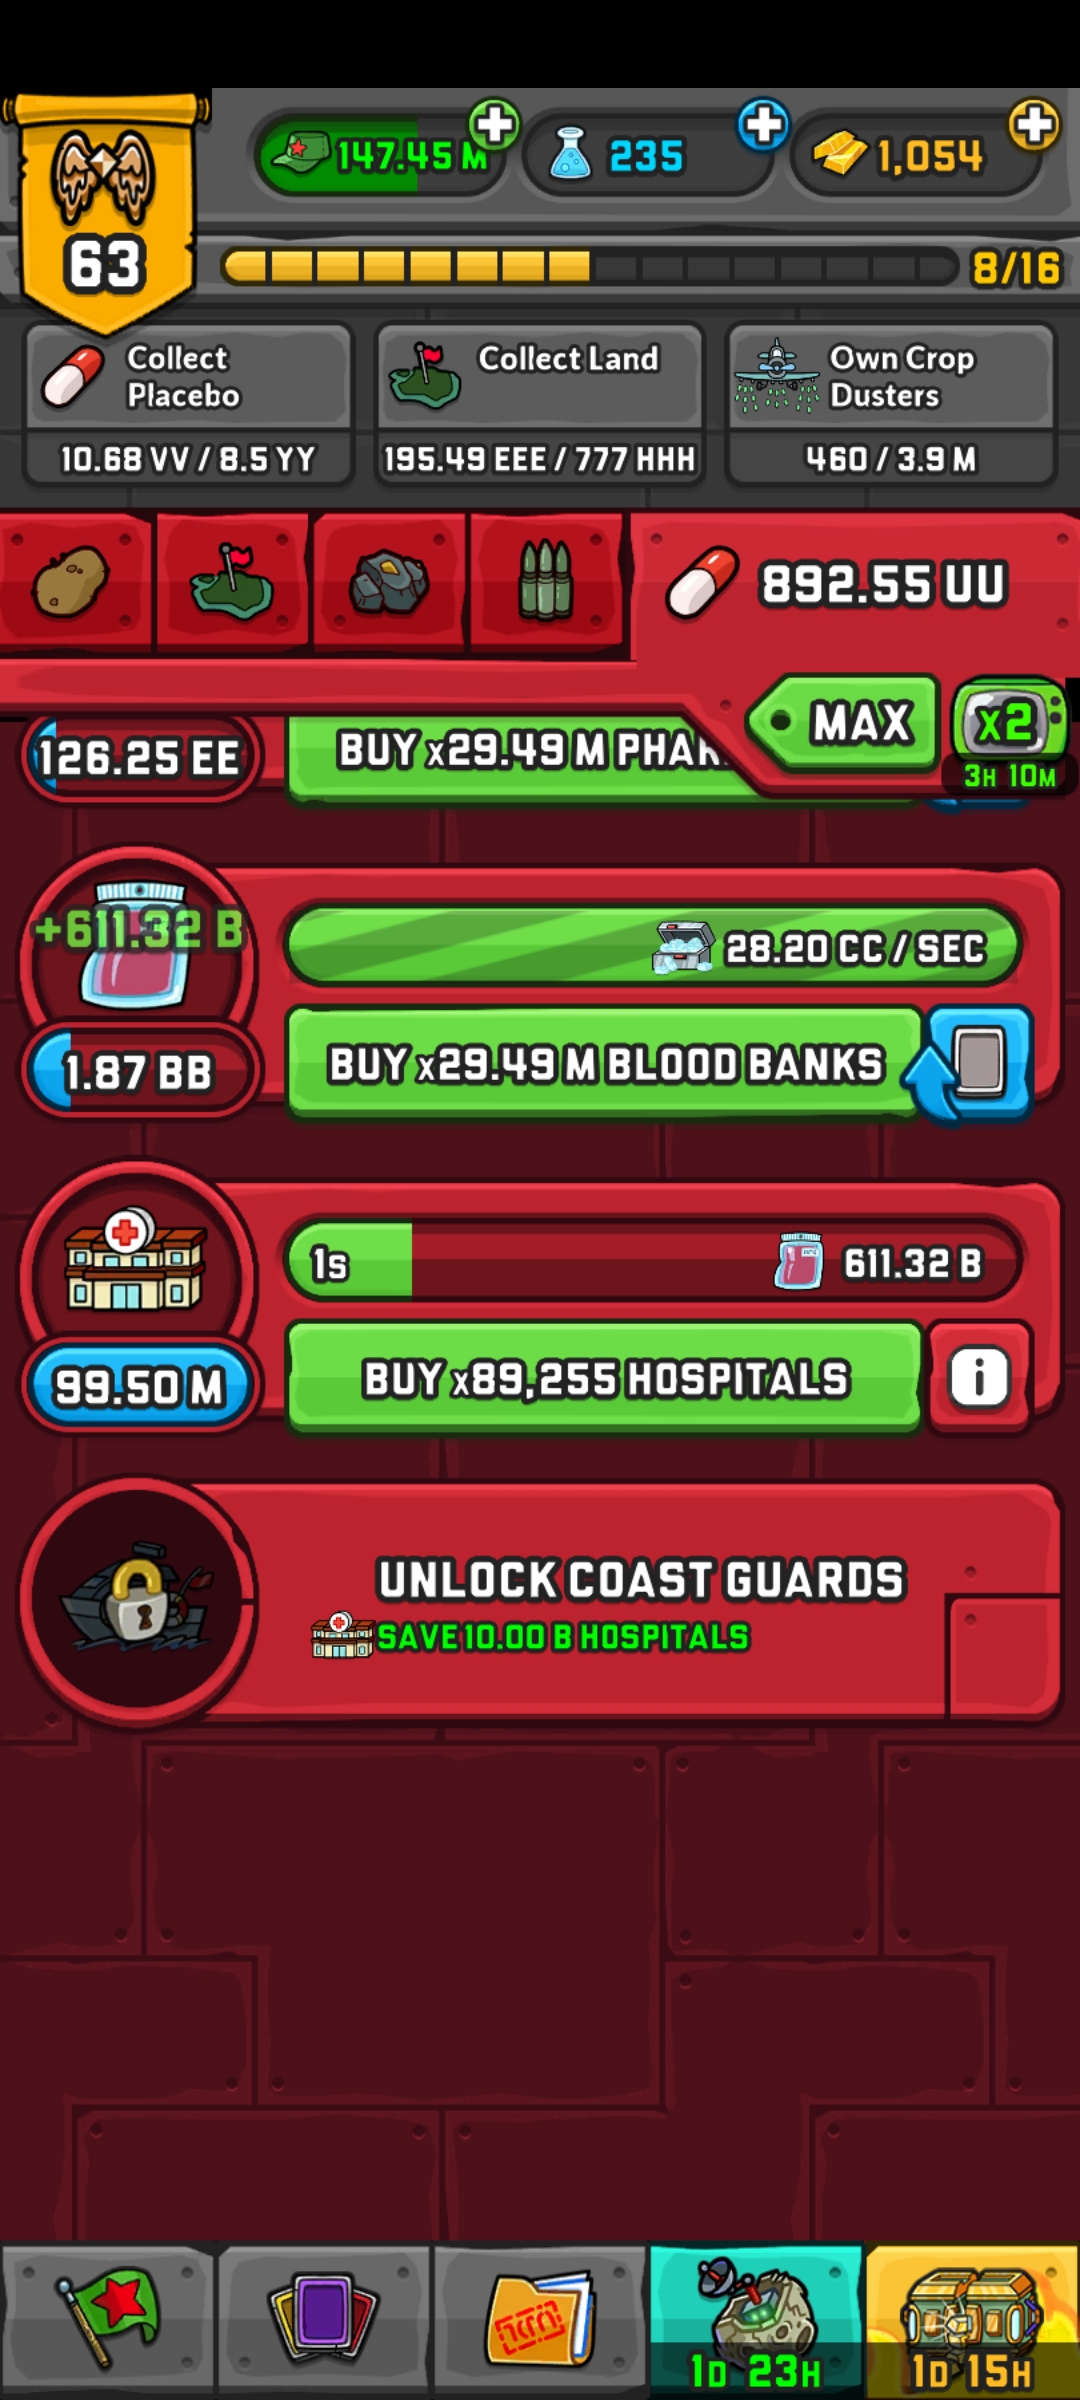 147.45 M
235
1,054
63
8/16
Collect
Placebo
10.68 VV / 8.5 YY
Collect Land
195.49 EEE / 777 HHH
Own Crop
Dusters
460 / 3.9 M
892.55 UU
MAX
x2
3H 10M
126.25 EE
BUY x29.49 M PHAR
+611.32 B
28.20 CC / SEC
1.87 BB
BUY x29.49 M BLOOD BANKS
1s
611.32 B
99.50 M
BUY x89,255 HOSPITALS
i
UNLOCK COAST GUARDS
SAVE 10.00 B HOSPITALS
1D 23H
1D 15H